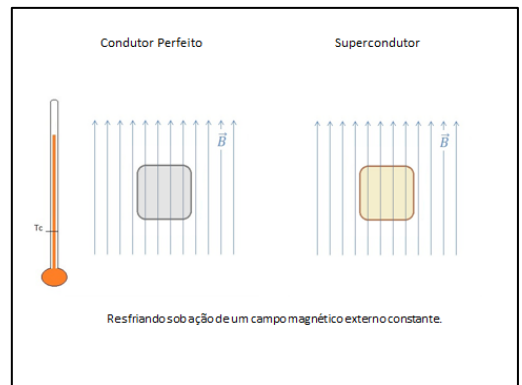 Condutor Perfeito
Supercondutor
B
B
Tc
Resfriando sob ação de um campo magnético externo constante.